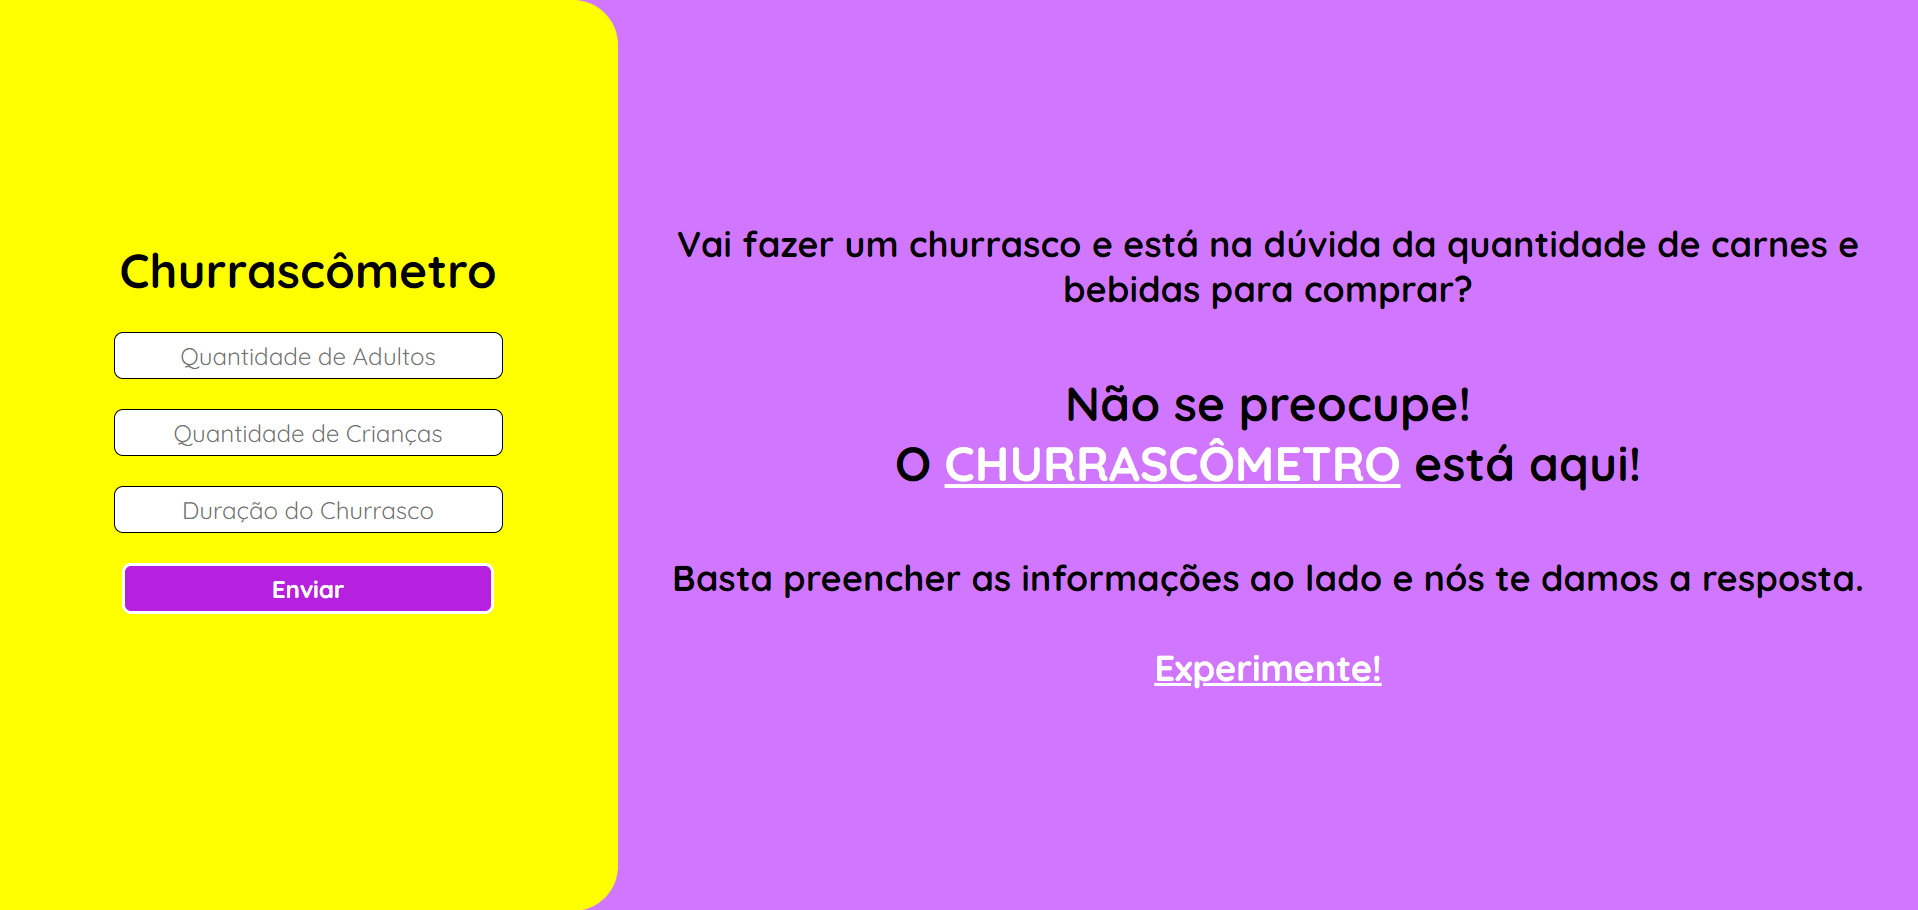 Churrascômetro
Quantidade de Adultos
Quantidade de Crianças
Duração do Churrasco
Enviar
Vai fazer um churrasco e está na dúvida da quantidade de carnes e
bebidas para comprar?
Não se preocupe!
O CHURRASCÔMETRO está aqui!
Basta preencher as informações ao lado e nós te damos a resposta.
Experimente!